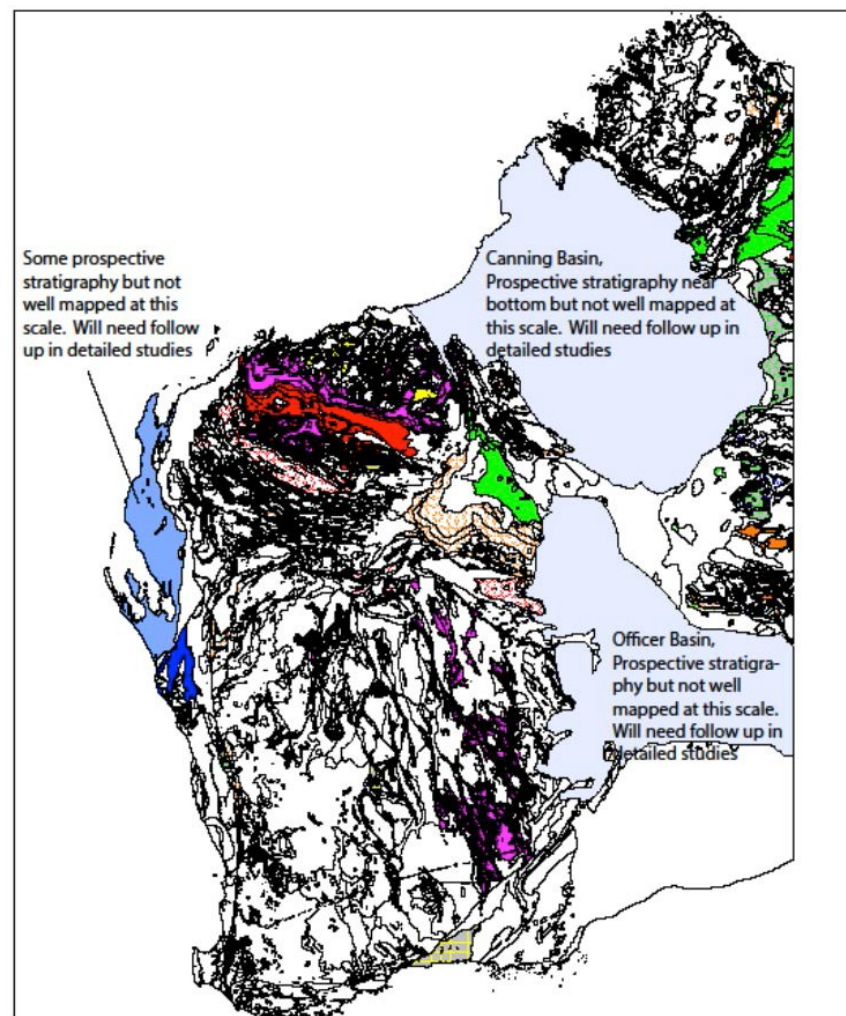 Some prospective
stratigraphy but not
well mapped at this
scale. Will need follow
up in detailed studies
Canning Basin,
Prospective stratigraphy near
bottom but not well mapped at
this scale. Will need follow up in
detailed studies
Officer Basin,
Prospective stratigra-
phy but not well
mapped at this scale.
Will need follow up in
detailed studies